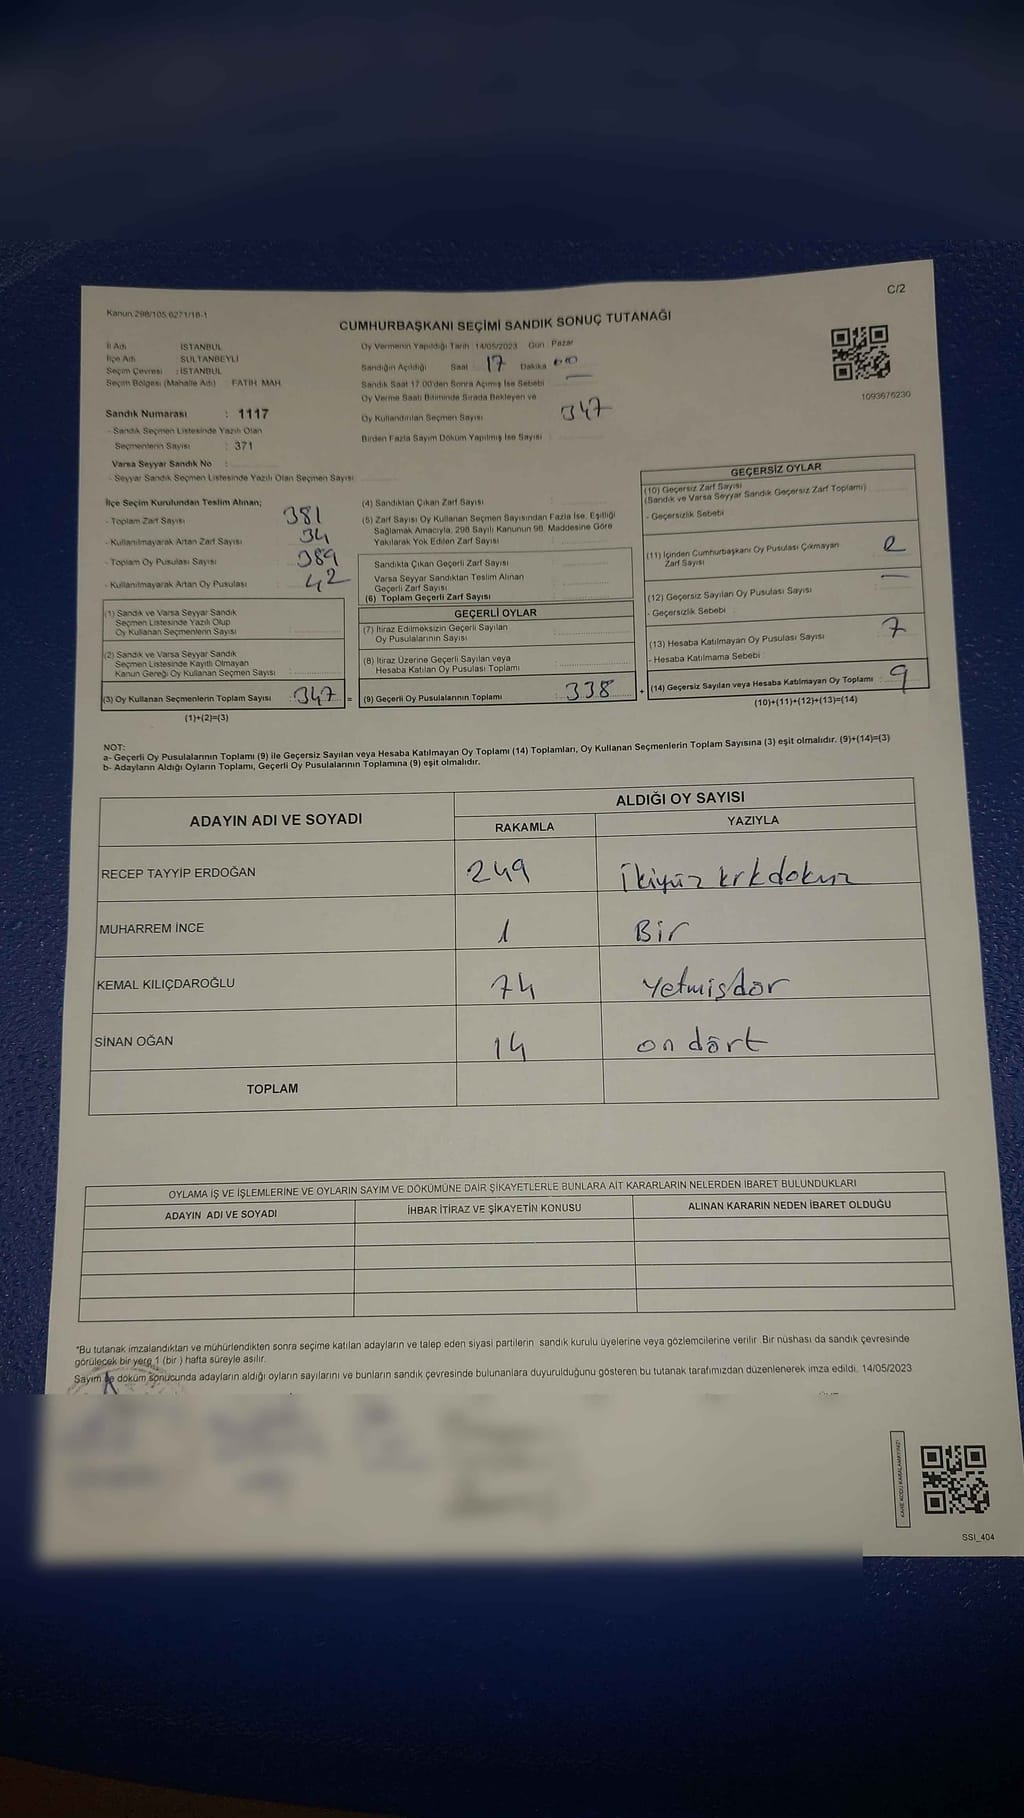 C/2
Kanun.298/105,6271/16-1
CUMHURBAŞKANI SEÇİMİ SANDIK SONUÇ TUTANAĞI
İl Adı İSTANBUL
İlçe Adı SULTANBEYLİ
Seçim Çevresi : İSTANBUL
Seçim Bölgesi (Mahalle Adı) : FATİH MAH.
Oy Vermenin Yapıldığı Tarih : 14/05/2023 Gün : Pazar
Sandığın Açıldığı Saat 17 Dakika
Sandık Saat 17.00'den Sonra Açılmış İse Sebebi
Oy Verme Saati Bitiminde Sırada Bekleyen ve
Oy Kullandırılan Seçmen Sayısı 347
Birden Fazla Sayım Döküm Yapılmış İse Sayısı :
1093676230
Sandık Numarası : 1117
- Sandık Seçmen Listesinde Yazılı Olan
Seçmenlerin Sayısı : 371
Varsa Seyyar Sandık No :
- Seyyar Sandık Seçmen Listesinde Yazılı Olan Seçmen Sayısı
İlçe Seçim Kurulundan Teslim Alınan;
- Toplam Zarf Sayısı 381
- Kullanılmayarak Artan Zarf Sayısı 34
- Toplam Oy Pusulası Sayısı 389
- Kullanılmayarak Artan Oy Pusulası 42
(1) Sandık ve Varsa Seyyar Sandık
Seçmen Listesinde Yazılı Olup
Oy Kullanan Seçmenlerin Sayısı
(2) Sandık ve Varsa Seyyar Sandık
Seçmen Listesinde Kayıtlı Olmayan
Kanun Gereği Oy Kullanan Seçmen Sayısı
(3) Oy Kullanan Seçmenlerin Toplam Sayısı : 347 =
(1)+(2)=(3)
(4) Sandıktan Çıkan Zarf Sayısı
(5) Zarf Sayısı Oy Kullanan Seçmen Sayısından Fazla İse, Eşitliği
Sağlamak Amacıyla, 298 Sayılı Kanunun 98. Maddesine Göre
Yakılarak Yok Edilen Zarf Sayısı
Sandıkta Çıkan Geçerli Zarf Sayısı
Varsa Seyyar Sandıktan Teslim Alınan
Geçerli Zarf Sayısı
(6) Toplam Geçerli Zarf Sayısı
GEÇERLİ OYLAR
(7) İtiraz Edilmeksizin Geçerli Sayılan
Oy Pusulalarının Sayısı
(8) İtiraz Üzerine Geçerli Sayılan veya
Hesaba Katılan Oy Pusulası Toplamı
(9) Geçerli Oy Pusulalarının Toplamı : 338 +
GEÇERSİZ OYLAR
(10) Geçersiz Zarf Sayısı
(Sandık ve Varsa Seyyar Sandık Geçersiz Zarf Toplamı)
- Geçersizlik Sebebi
(11) İçinden Cumhurbaşkanı Oy Pusulası Çıkmayan 2
Zarf Sayısı
(12) Geçersiz Sayılan Oy Pusulası Sayısı —
- Geçersizlik Sebebi :
(13) Hesaba Katılmayan Oy Pusulası Sayısı 7
- Hesaba Katılmama Sebebi :
(14) Geçersiz Sayılan veya Hesaba Katılmayan Oy Toplamı : 9
(10)+(11)+(12)+(13)=(14)
NOT:
a- Geçerli Oy Pusulalarının Toplamı (9) ile Geçersiz Sayılan veya Hesaba Katılmayan Oy Toplamı (14) Toplamları, Oy Kullanan Seçmenlerin Toplam Sayısına (3) eşit olmalıdır. (9)+(14)=(3)
b- Adayların Aldığı Oyların Toplamı, Geçerli Oy Pusulalarının Toplamına (9) eşit olmalıdır.
ADAYIN ADI VE SOYADI
ALDIĞI OY SAYISI
RAKAMLA YAZIYLA
RECEP TAYYİP ERDOĞAN 249 İkiyüz krkdokuz
MUHARREM İNCE 1 Bir
KEMAL KILIÇDAROĞLU 74 Yetmişdör
SİNAN OĞAN 14 on dört
TOPLAM
OYLAMA İŞ VE İŞLEMLERİNE VE OYLARIN SAYIM VE DÖKÜMÜNE DAİR ŞİKAYETLERLE BUNLARA AİT KARARLARIN NELERDEN İBARET BULUNDUKLARI
ADAYIN ADI VE SOYADI İHBAR İTİRAZ VE ŞİKAYETİN KONUSU ALINAN KARARIN NEDEN İBARET OLDUĞU
*Bu tutanak imzalandıktan ve mühürlendikten sonra seçime katılan adayların ve talep eden siyasi partilerin sandık kurulu üyelerine veya gözlemcilerine verilir. Bir nüshası da sandık çevresinde
görülecek bir yere 1 (bir) hafta süreyle asılır.
Sayım ve döküm sonucunda adayların aldığı oyların sayılarını ve bunların sandık çevresinde bulunanlara duyurulduğunu gösteren bu tutanak tarafımızdan düzenlenerek imza edildi. 14/05/2023
KARE KODU KARALAMAYINIZ!
SSI_404